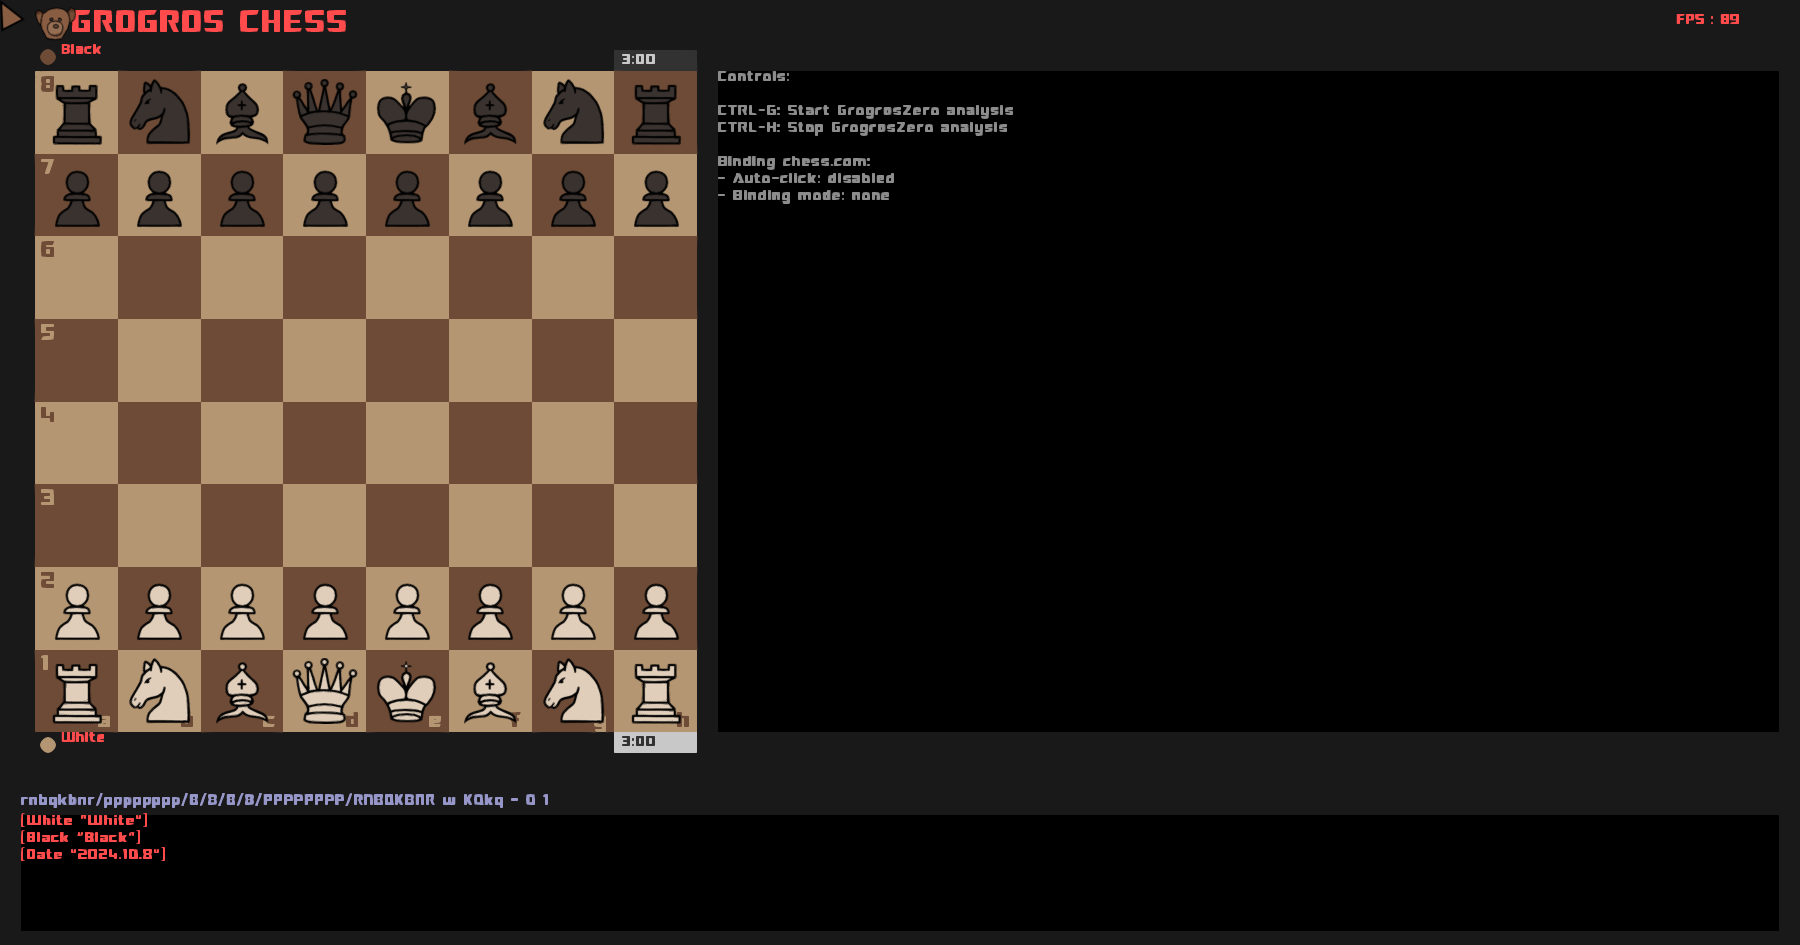 GROGROS CHESS
FPS : 89
Black
3:00
8
7
6
5
4
3
2
1
a b c d e f g h
White
3:00
Controls:
CTRL-G: Start GrogrosZero analysis
CTRL-H: Stop GrogrosZero analysis
Binding chess.com:
- Auto-click: disabled
- Binding mode: none
rnbqkbnr/pppppppp/8/8/8/8/PPPPPPPP/RNBQKBNR w KQkq - 0 1
[White "White"]
[Black "Black"]
[Date "2024.10.8"]